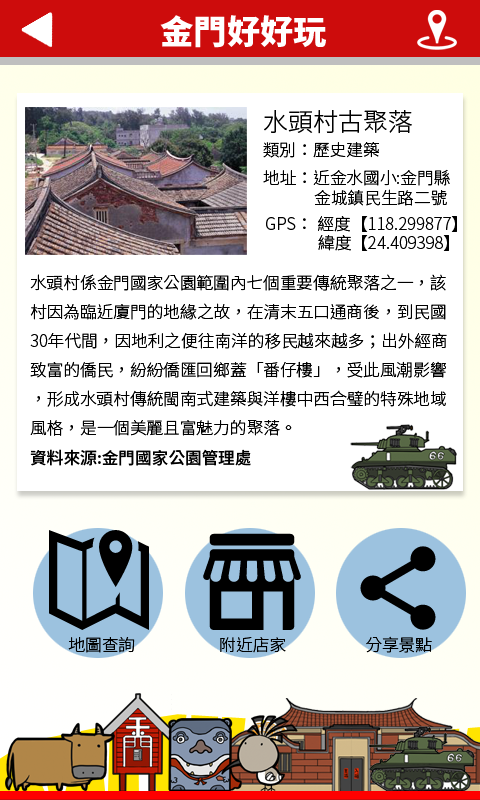 金門好好玩
水頭村古聚落
類別：歷史建築
地址：近金水國小:金門縣
金城鎮民生路二號
GPS： 經度【118.299877】
緯度【24.409398】
水頭村係金門國家公園範圍內七個重要傳統聚落之一，該
村因為臨近廈門的地緣之故，在清末五口通商後，到民國
30年代間，因地利之便往南洋的移民越來越多；出外經商
致富的僑民，紛紛僑匯回鄉蓋「番仔樓」，受此風潮影響
，形成水頭村傳統閩南式建築與洋樓中西合璧的特殊地域
風格，是一個美麗且富魅力的聚落。
資料來源:金門國家公園管理處
66
地圖查詢
附近店家
分享景點
金門
66